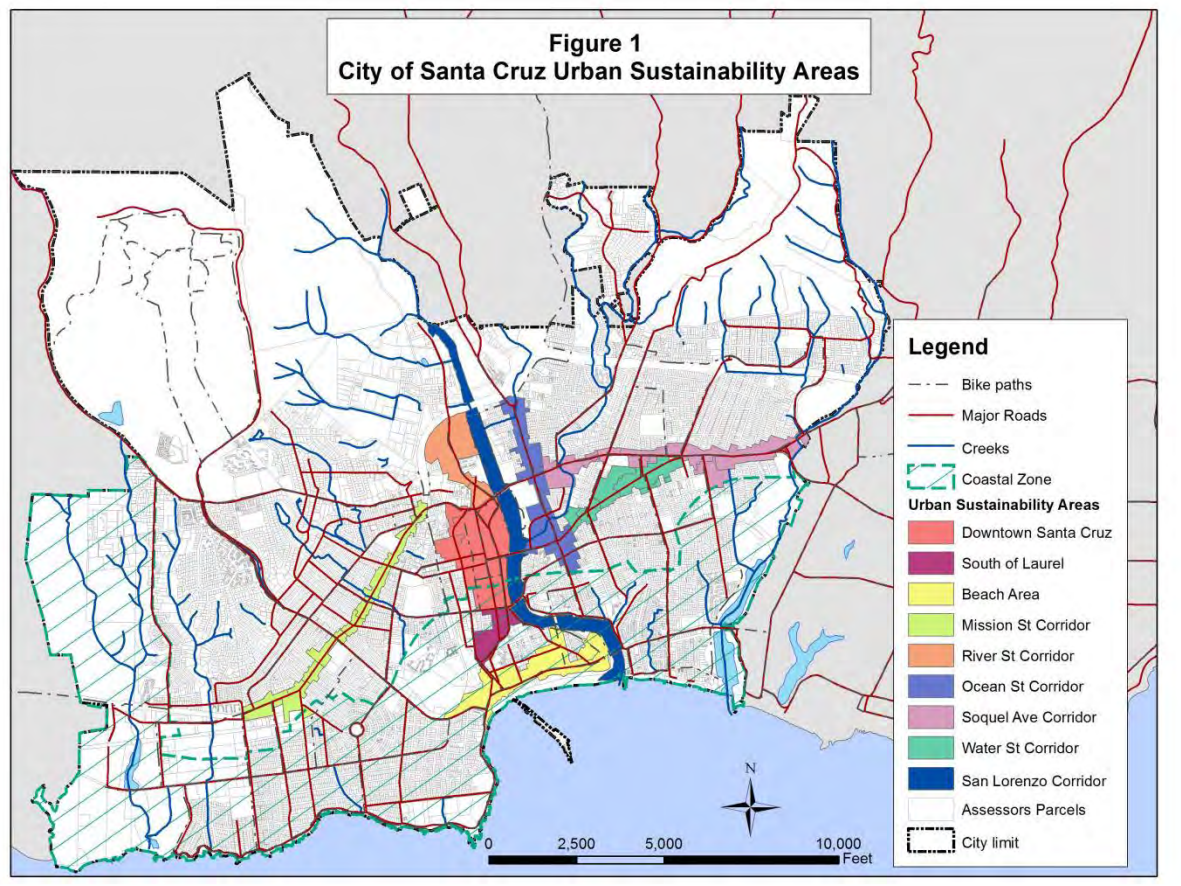 Figure 1
City of Santa Cruz Urban Sustainability Areas
Legend
Bike paths
Major Roads
Creeks
Coastal Zone
Urban Sustainability Areas
Downtown Santa Cruz
South of Laurel
Beach Area
Mission St Corridor
River St Corridor
Ocean St Corridor
Soquel Ave Corridor
Water St Corridor
San Lorenzo Corridor
Assessors Parcels
City limit
N
0 2,500 5,000 10,000
Feet